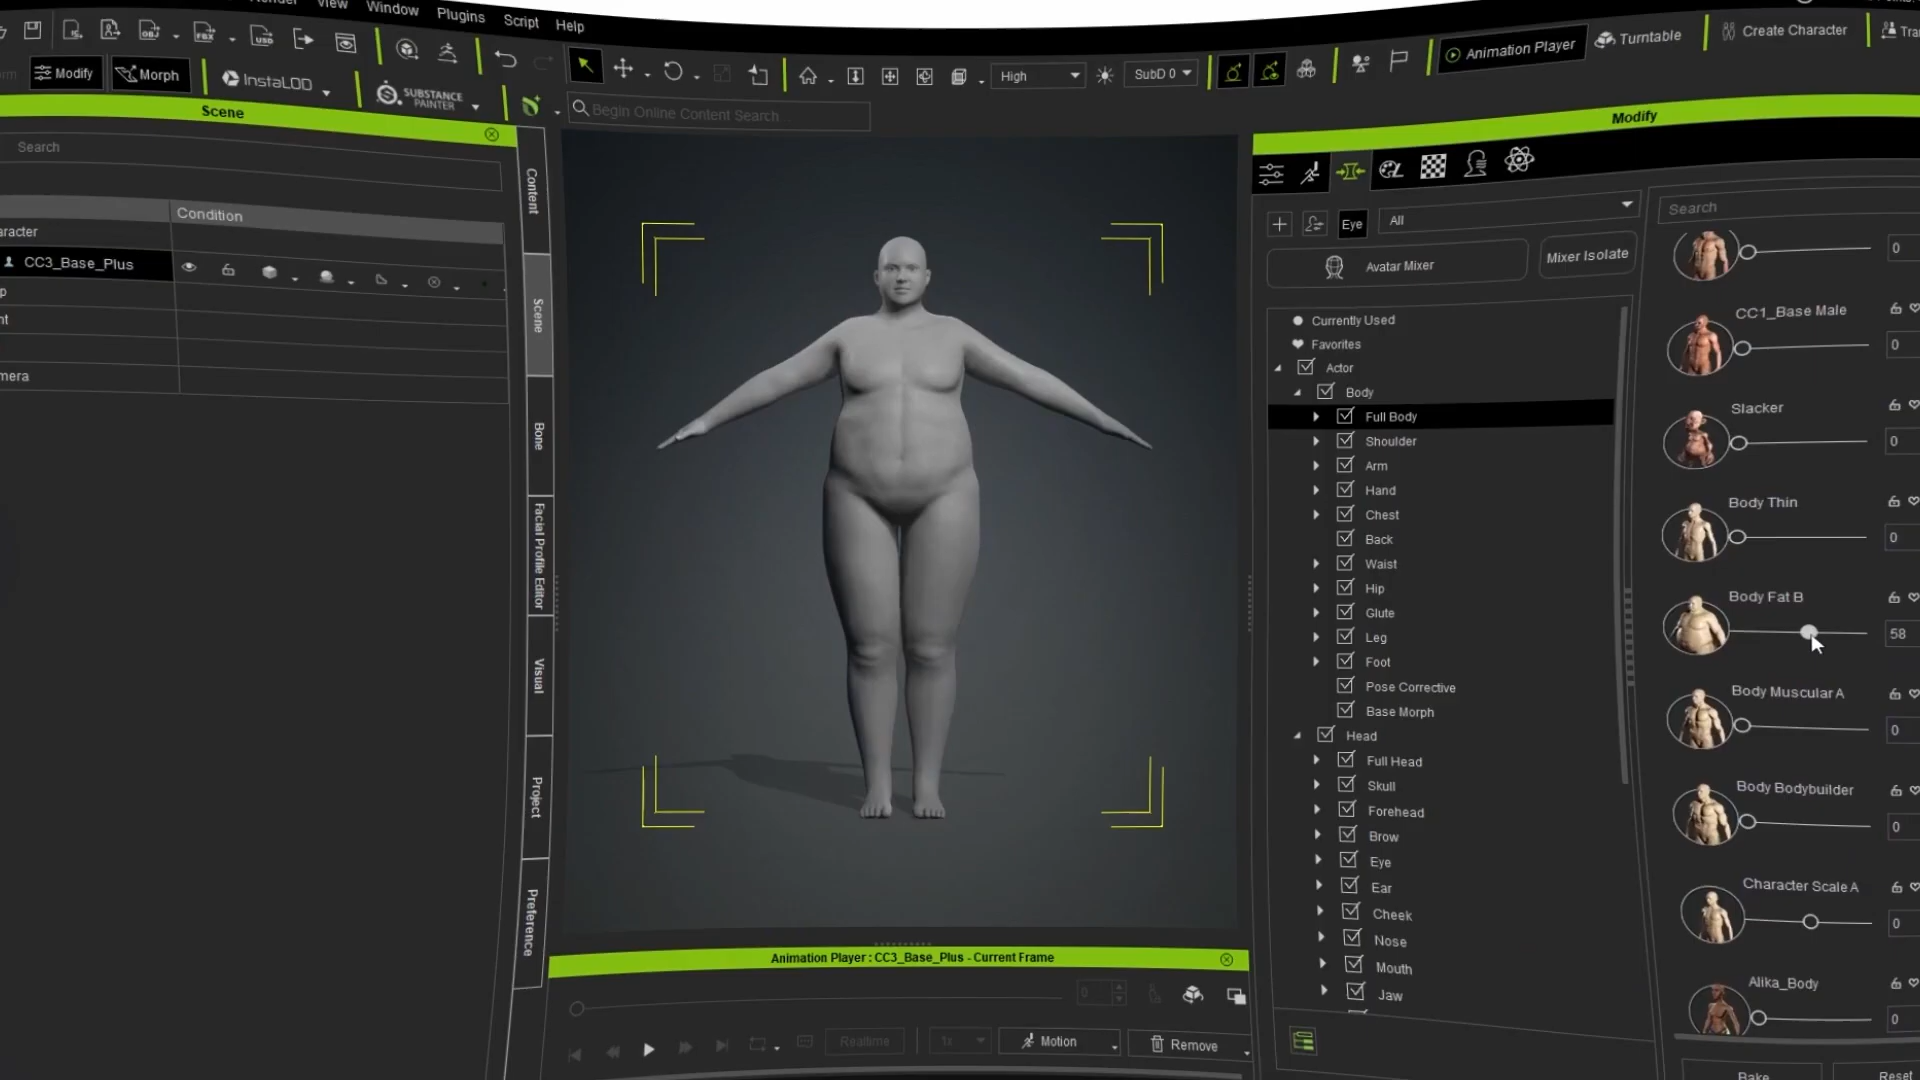 View
Window
Plugins
Script
Help
Modify
Morph
InstaLOD
SUBSTANCE
PAINTER
High
SubD 0
Animation Player
Turntable
Create Character
Begin Online Content Search...
Scene
Search
Condition
CC3_Base_Plus
Content
Scene
Bone
Facial Profile Editor
Visual
Project
Preference
Modify
Eye
All
Avatar Mixer
Mixer Isolate
Currently Used
Favorites
Actor
Body
Full Body
Shoulder
Arm
Hand
Chest
Back
Waist
Hip
Glute
Leg
Foot
Pose Corrective
Base Morph
Head
Full Head
Skull
Forehead
Brow
Eye
Ear
Cheek
Nose
Mouth
Jaw
Search
0
CC1_Base Male
0
Slacker
0
Body Thin
0
Body Fat B
58
Body Muscular A
0
Body Bodybuilder
0
Character Scale A
0
Alika_Body
0
Bake
Reset
Animation Player : CC3_Base_Plus - Current Frame
0
Realtime
1x
Motion
Remove